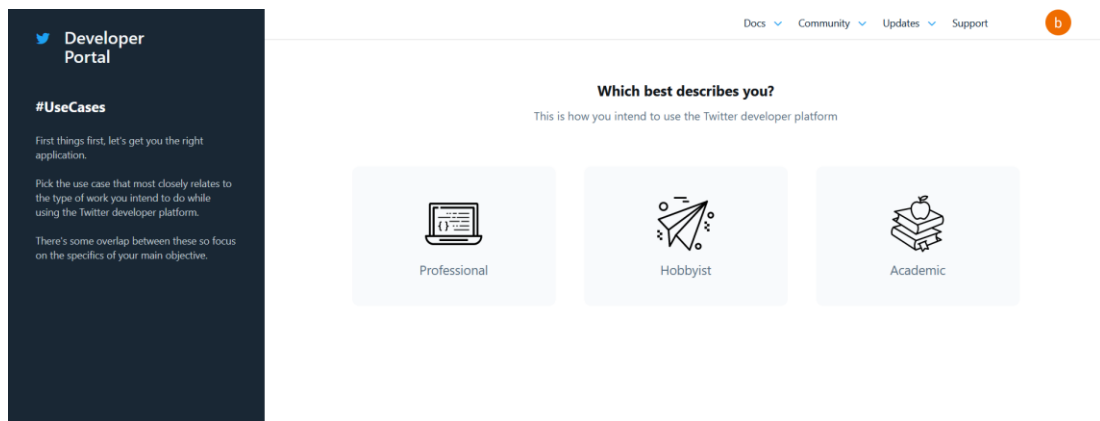 Developer
Portal
#UseCases
First things first, let's get you the right
application.
Pick the use case that most closely relates to
the type of work you intend to do while
using the Twitter developer platform.
There's some overlap between these so focus
on the specifics of your main objective.
Docs Community Updates Support b
Which best describes you?
This is how you intend to use the Twitter developer platform
Professional
Hobbyist
Academic